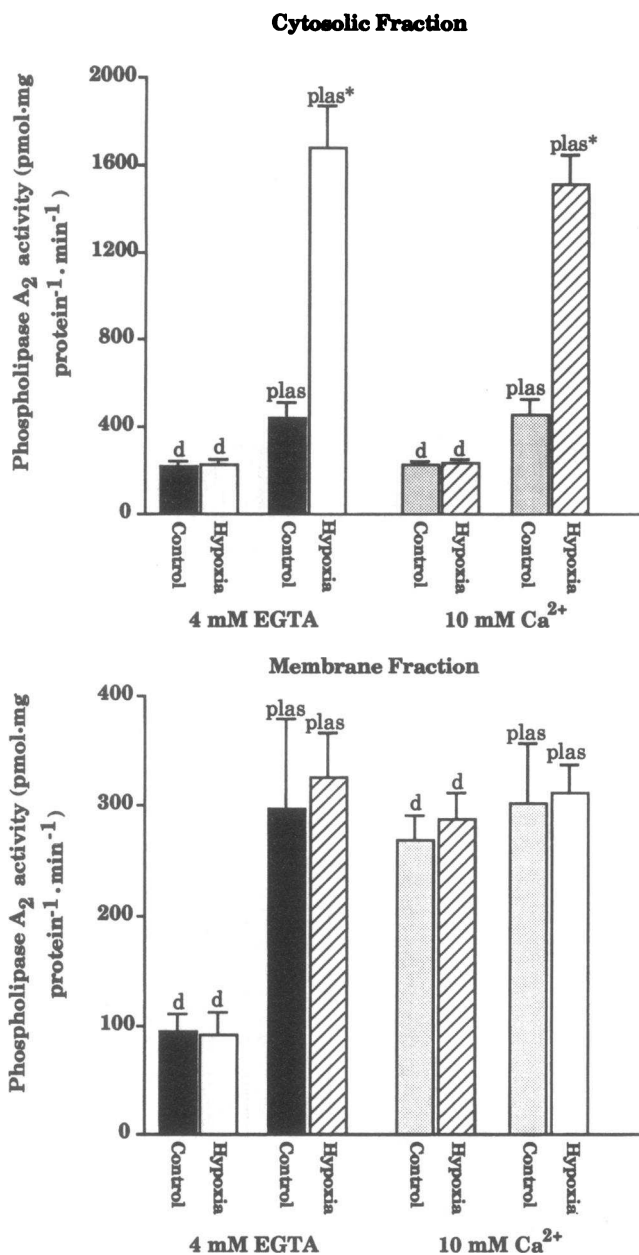 Cytosolic Fraction
Phospholipase A2 activity (pmol·mg
protein-1 · min-1
2000
1600
1200
800
400
0
d
d
plas
plas*
d
d
plas
plas*
Control
Hypoxia
Control
Hypoxia
Control
Hypoxia
Control
Hypoxia
4 mM EGTA
10 mM Ca2+
Membrane Fraction
Phospholipase A2 activity (pmol·mg
protein-1 · min-1
400
300
200
100
0
d
d
plas
plas
d
d
plas
plas
Control
Hypoxia
Control
Hypoxia
Control
Hypoxia
Control
Hypoxia
4 mM EGTA
10 mM Ca2+